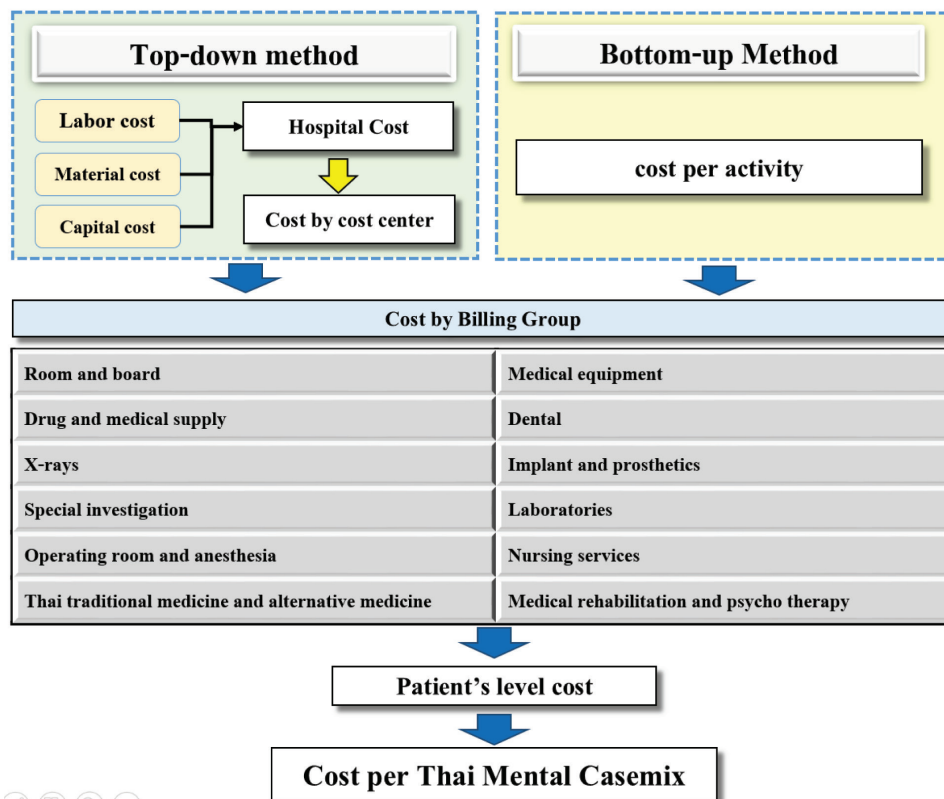 Top-down method
Labor cost
Material cost
Capital cost
Hospital Cost
Cost by cost center
Bottom-up Method
cost per activity
Cost by Billing Group
Room and board
Medical equipment
Drug and medical supply
Dental
X-rays
Implant and prosthetics
Special investigation
Laboratories
Operating room and anesthesia
Nursing services
Thai traditional medicine and alternative medicine
Medical rehabilitation and psycho therapy
Patient's level cost
Cost per Thai Mental Casemix